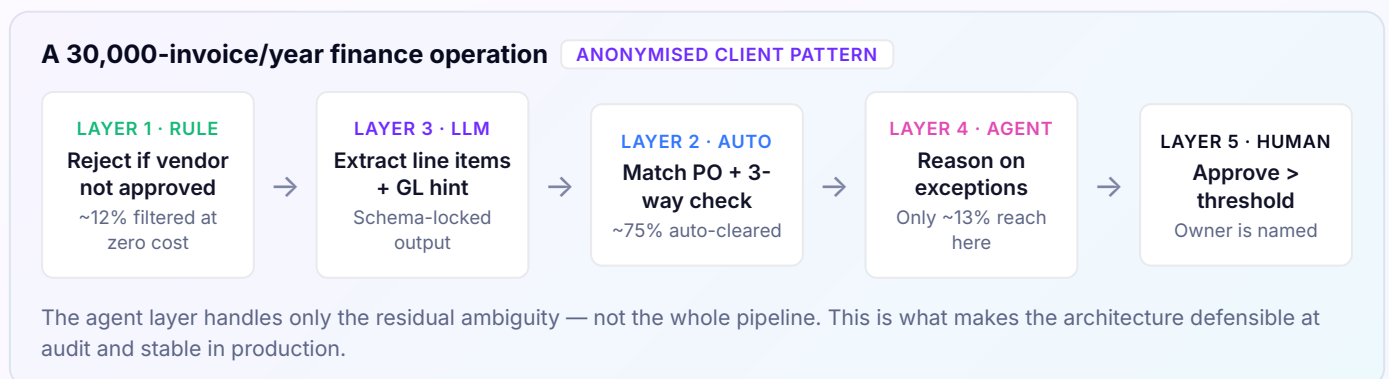 A 30,000-invoice/year finance operation ANONYMISED CLIENT PATTERN
LAYER 1 · RULE
Reject if vendor
not approved
~12% filtered at
zero cost
→
LAYER 3 · LLM
Extract line items
+ GL hint
Schema-locked
output
→
LAYER 2 · AUTO
Match PO + 3-
way check
~75% auto-cleared
→
LAYER 4 · AGENT
Reason on
exceptions
Only ~13% reach
here
→
LAYER 5 · HUMAN
Approve >
threshold
Owner is named
The agent layer handles only the residual ambiguity — not the whole pipeline. This is what makes the architecture defensible at
audit and stable in production.